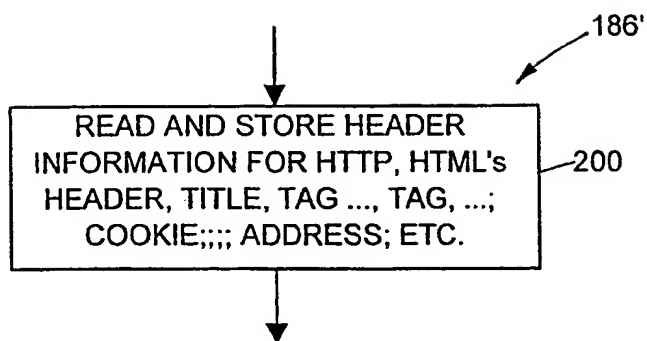 186'
READ AND STORE HEADER
INFORMATION FOR HTTP, HTML's
HEADER, TITLE, TAG ..., TAG, ...;
COOKIE;;;; ADDRESS; ETC.
200